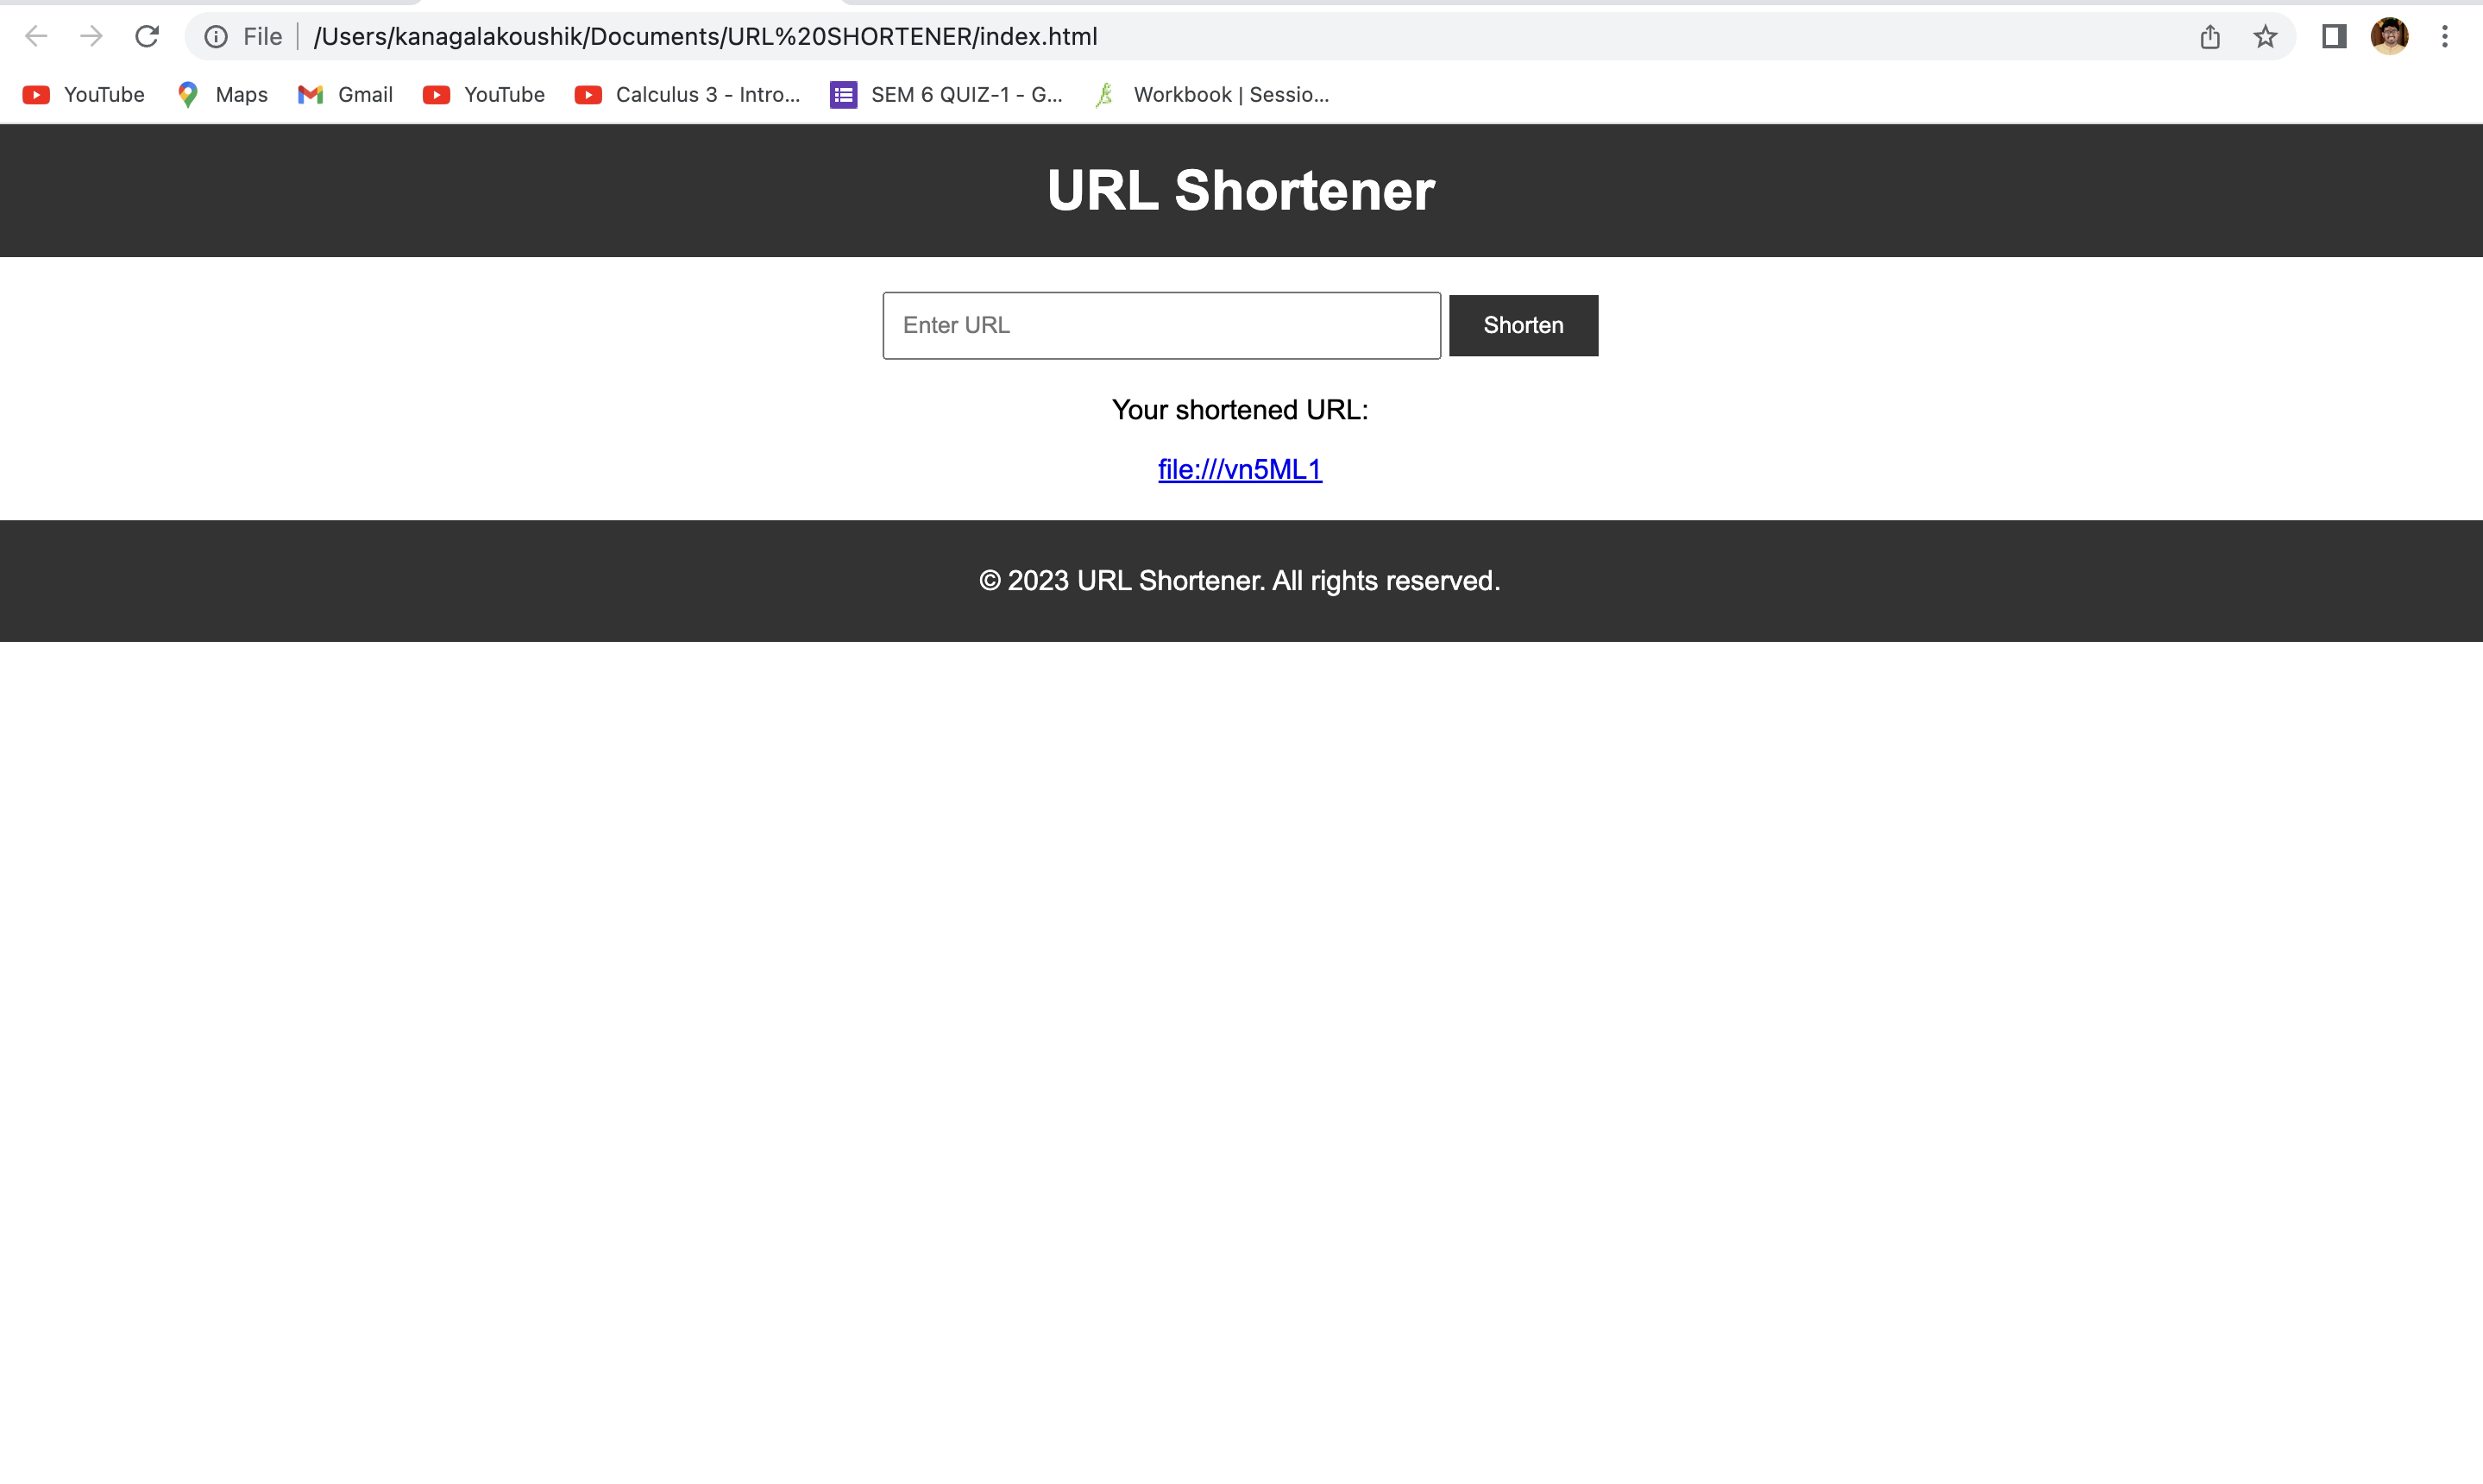 File | /Users/kanagalakoushik/Documents/URL%20SHORTENER/index.html
YouTube Maps Gmail YouTube Calculus 3 - Intro... SEM 6 QUIZ-1 - G... Workbook | Sessio...
URL Shortener
Enter URL Shorten
Your shortened URL:
file:///vn5ML1
© 2023 URL Shortener. All rights reserved.